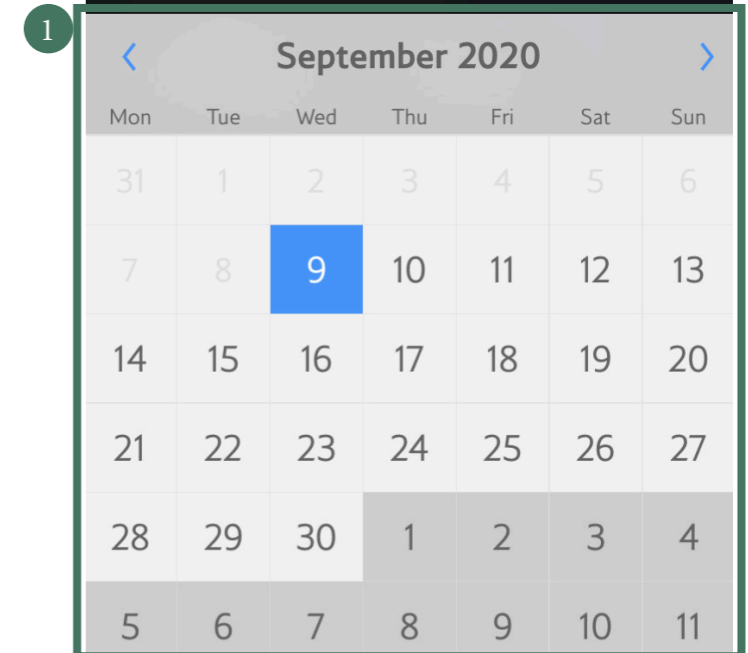 1
September 2020
Mon Tue Wed Thu Fri Sat Sun
31 1 2 3 4 5 6
7 8 9 10 11 12 13
14 15 16 17 18 19 20
21 22 23 24 25 26 27
28 29 30 1 2 3 4
5 6 7 8 9 10 11